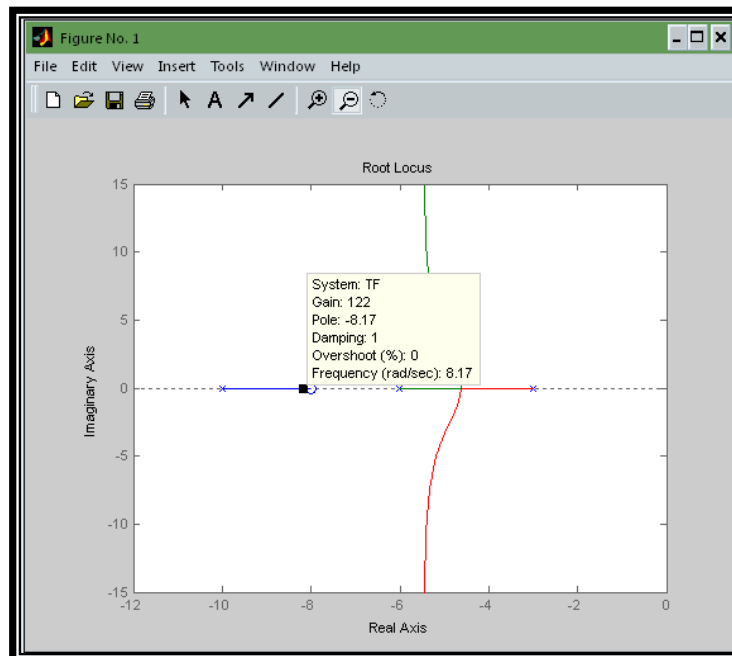 Figure No. 1
File Edit View Insert Tools Window Help
A
Root Locus
15
10
5
0
-5
-10
-15
Imaginary Axis
System: TF
Gain: 122
Pole: -8.17
Damping: 1
Overshoot (%): 0
Frequency (rad/sec): 8.17
-12 -10 -8 -6 -4 -2 0
Real Axis